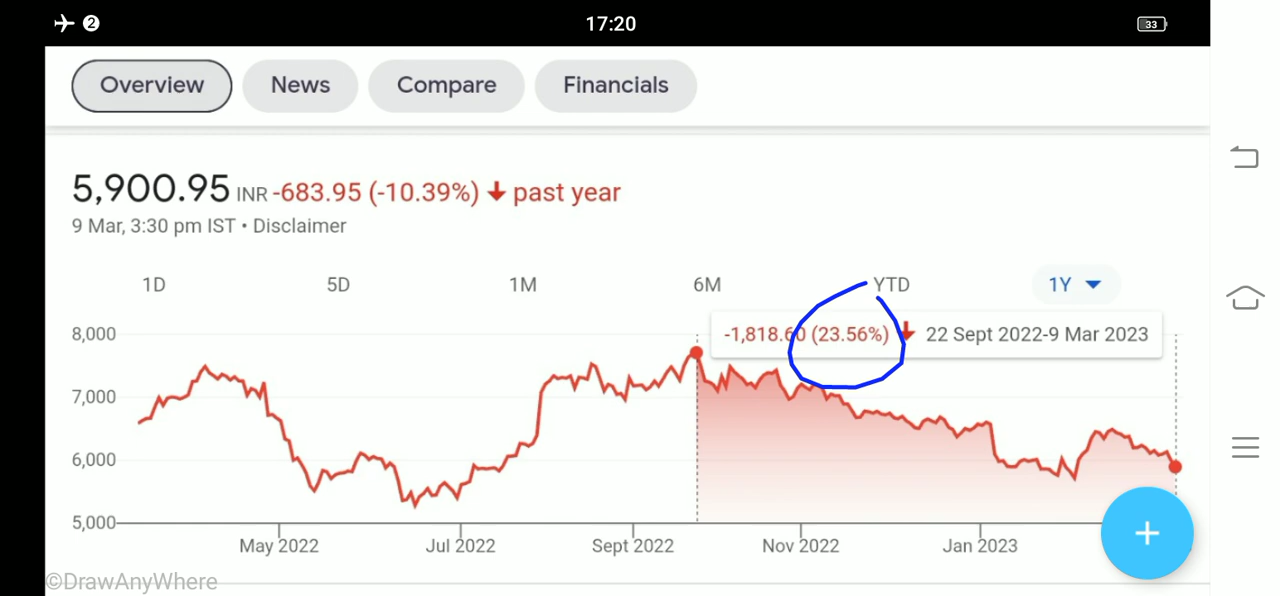 2 17:20 33
Overview News Compare Financials
5,900.95 INR -683.95 (-10.39%) ↓ past year
9 Mar, 3:30 pm IST • Disclaimer
1D 5D 1M 6M YTD 1Y
-1,818.60 (23.56%) ↓ 22 Sept 2022-9 Mar 2023
8,000
7,000
6,000
5,000
May 2022 Jul 2022 Sept 2022 Nov 2022 Jan 2023
+
©DrawAnyWhere